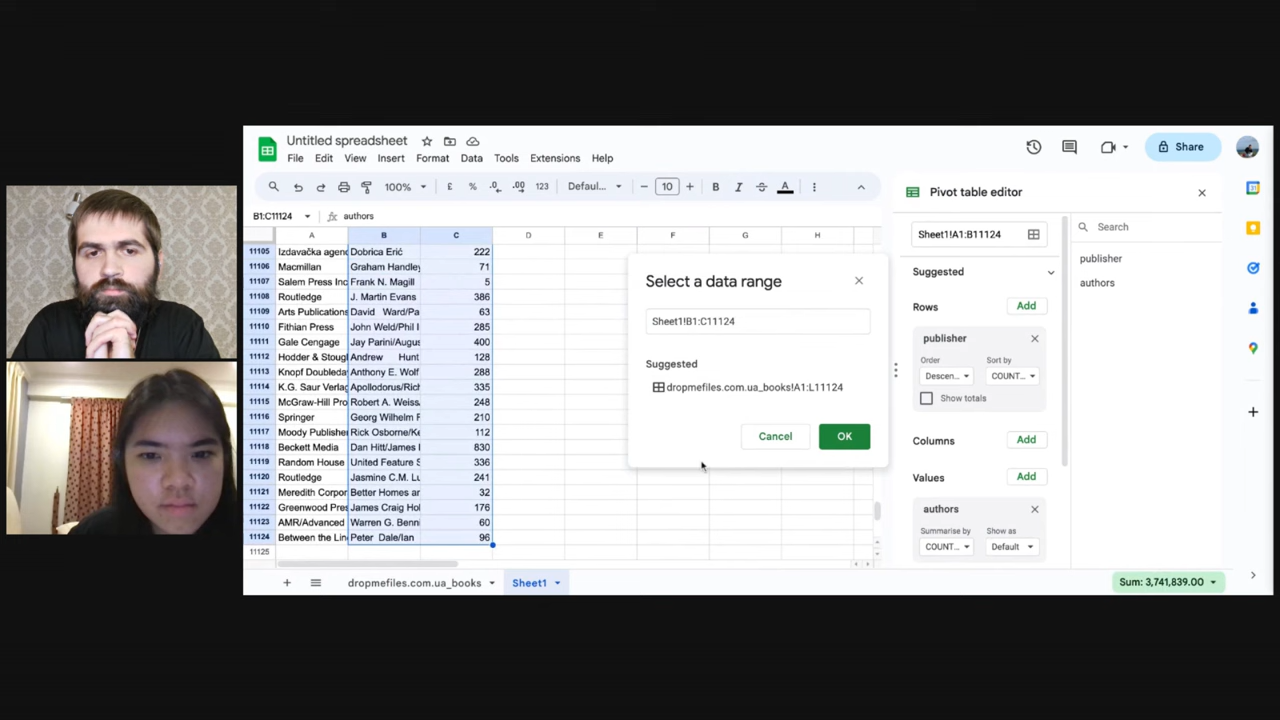 Untitled spreadsheet
File Edit View Insert Format Data Tools Extensions Help
Share
100% £ % .0 .00 123 Defaul... 10 B I S A
B1:C11124 fx authors
A B C D E F G H
11105 Izdavačka agen Dobrica Erić 222
11106 Macmillan Graham Handley 71
11107 Salem Press Inc Frank N. Magill 5
11108 Routledge J. Martin Evans 386
11109 Arts Publications David Ward/Pa 63
11110 Fithian Press John Weld/Phil I 285
11111 Gale Cengage Jay Parini/Augus 400
11112 Hodder & Stoug Andrew Hunt 128
11113 Knopf Doubleda Anthony E. Wolf 288
11114 K.G. Saur Verlag Apollodorus/Rich 335
11115 McGraw-Hill Pro Robert A. Weiss 248
11116 Springer Georg Wilhelm F 210
11117 Moody Publisher Rick Osborne/Ke 112
11118 Beckett Media Dan Hitt/James 830
11119 Random House United Feature S 336
11120 Routledge Jasmine C.M. Lu 241
11121 Meredith Corpor Better Homes ar 32
11122 Greenwood Pres James Craig Hol 176
11123 AMR/Advanced Warren G. Benni 60
11124 Between the Lin Peter Dale/Ian 96
11125
Select a data range
Sheet1!B1:C11124
Suggested
dropmefiles.com.ua_books!A1:L11124
Cancel OK
Pivot table editor
Sheet1!A1:B11124
Suggested
Rows Add
publisher
Order Sort by
Descen... COUNT...
Show totals
Columns Add
Values Add
authors
Summarise by Show as
COUNT... Default
Search
publisher
authors
dropmefiles.com.ua_books Sheet1
Sum: 3,741,839.00